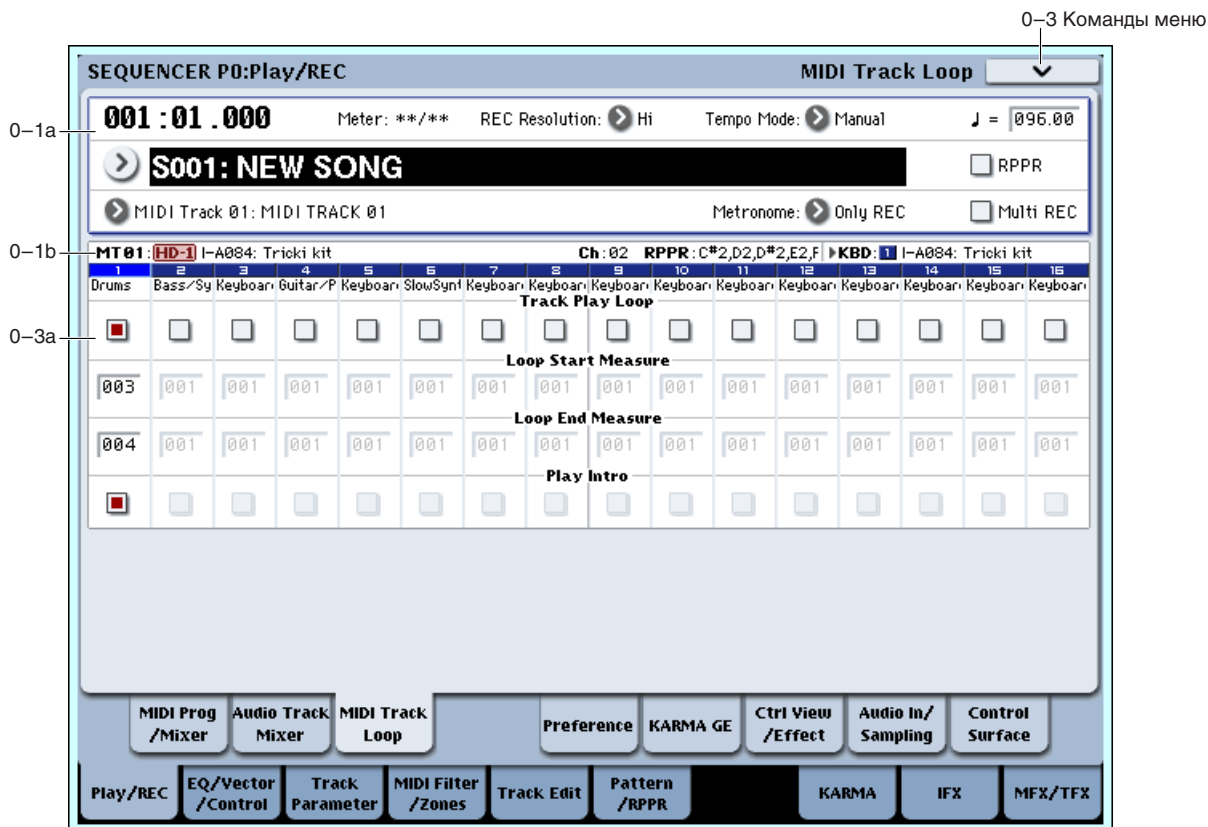 0–3 Команды меню
SEQUENCER P0:Play/REC MIDI Track Loop
0–1a
001:01.000 Meter: **/** REC Resolution: Hi Tempo Mode: Manual ♩ = 096.00
S001: NEW SONG RPPR
MIDI Track 01: MIDI TRACK 01 Metronome: Only REC Multi REC
0–1b
MT01: HD-1 I-A084: Tricki kit Ch:02 RPPR:C#2,D2,D#2,E2,F KBD: 1 I-A084: Tricki kit
1 2 3 4 5 6 7 8 9 10 11 12 13 14 15 16
Drums Bass/Sy Keyboar Guitar/P Keyboar SlowSynt Keyboar Keyboar Keyboar Keyboar Keyboar Keyboar Keyboar Keyboar Keyboar Keyboar
Track Play Loop
0–3a
Loop Start Measure
003 001 001 001 001 001 001 001 001 001 001 001 001 001 001 001
Loop End Measure
004 001 001 001 001 001 001 001 001 001 001 001 001 001 001 001
Play Intro
MIDI Prog /Mixer Audio Track Mixer MIDI Track Loop Preference KARMA GE Ctrl View /Effect Audio In/ Sampling Control Surface
Play/REC EQ/Vector /Control Track Parameter MIDI Filter /Zones Track Edit Pattern /RPPR KARMA IFX MFX/TFX